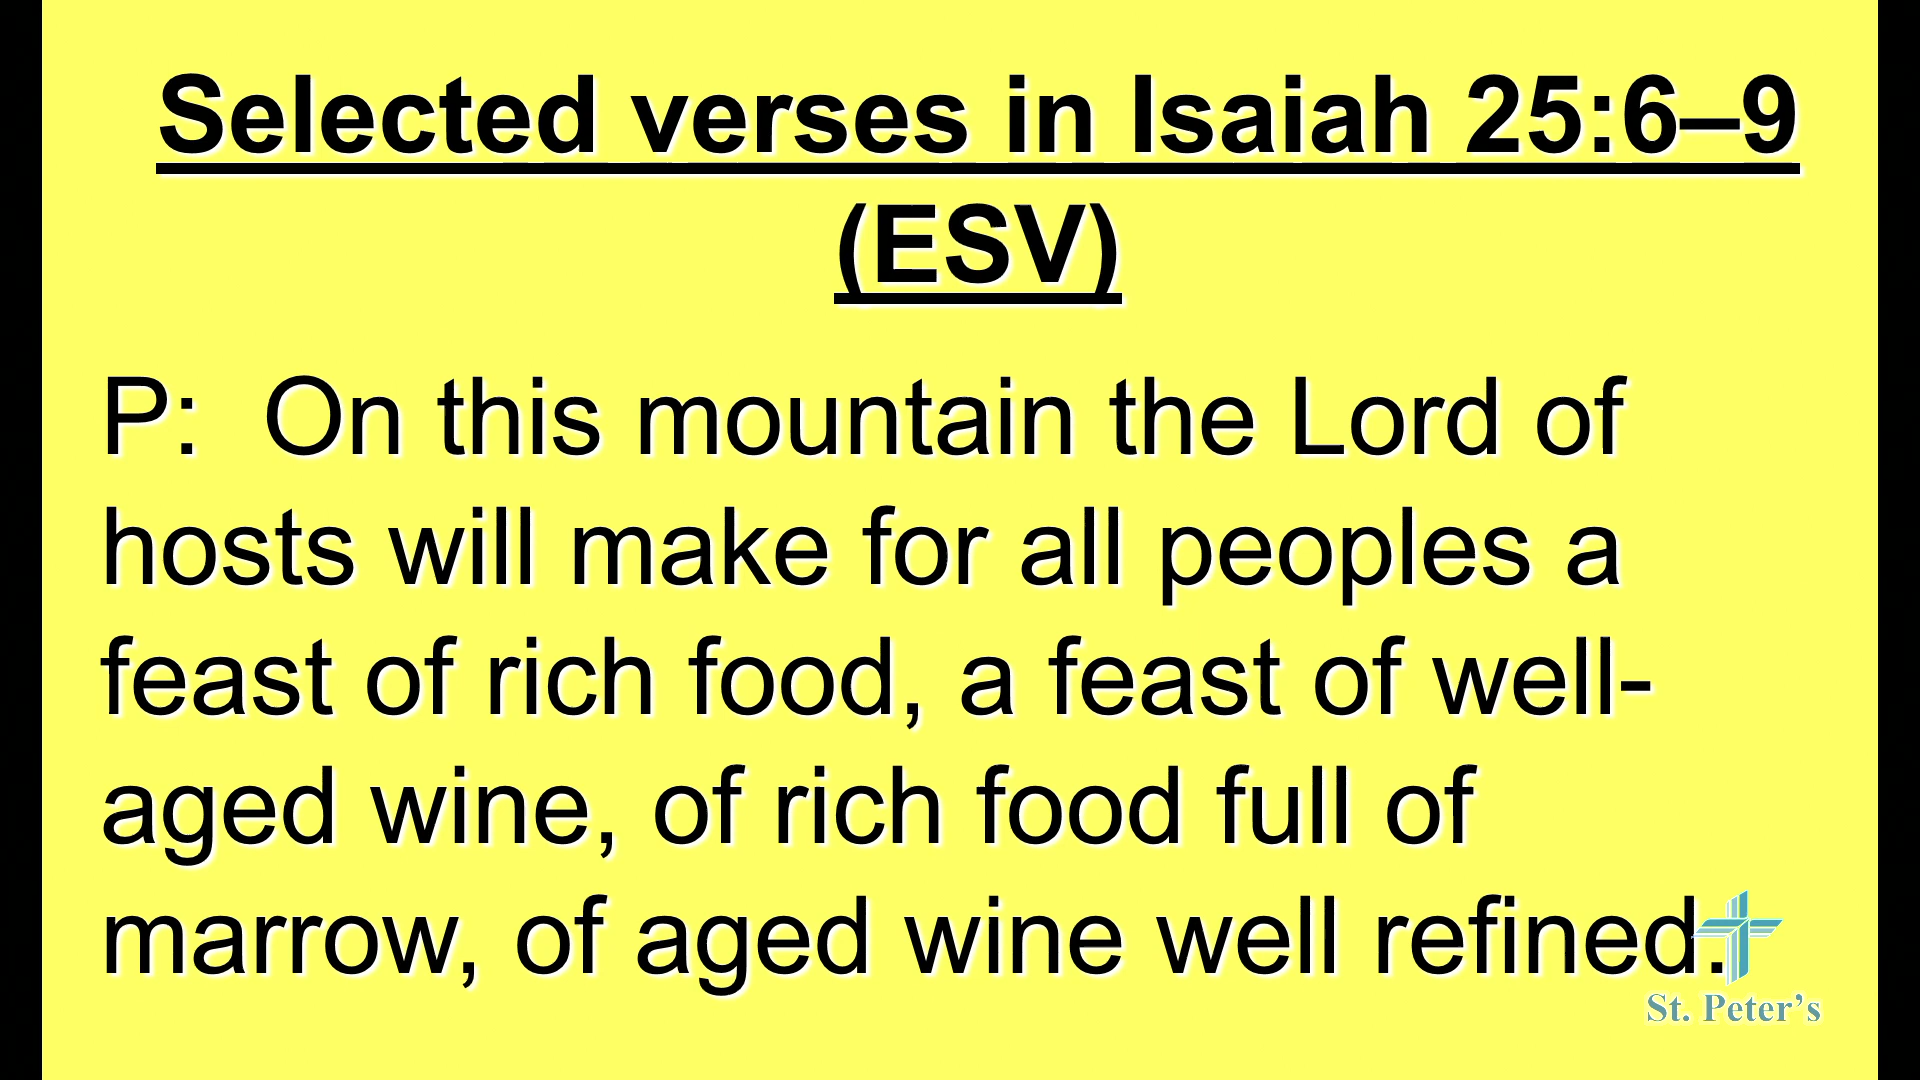 Selected verses in Isaiah 25:6–9
(ESV)
P:  On this mountain the Lord of
hosts will make for all peoples a
feast of rich food, a feast of well-
aged wine, of rich food full of
marrow, of aged wine well refined.
St. Peter’s